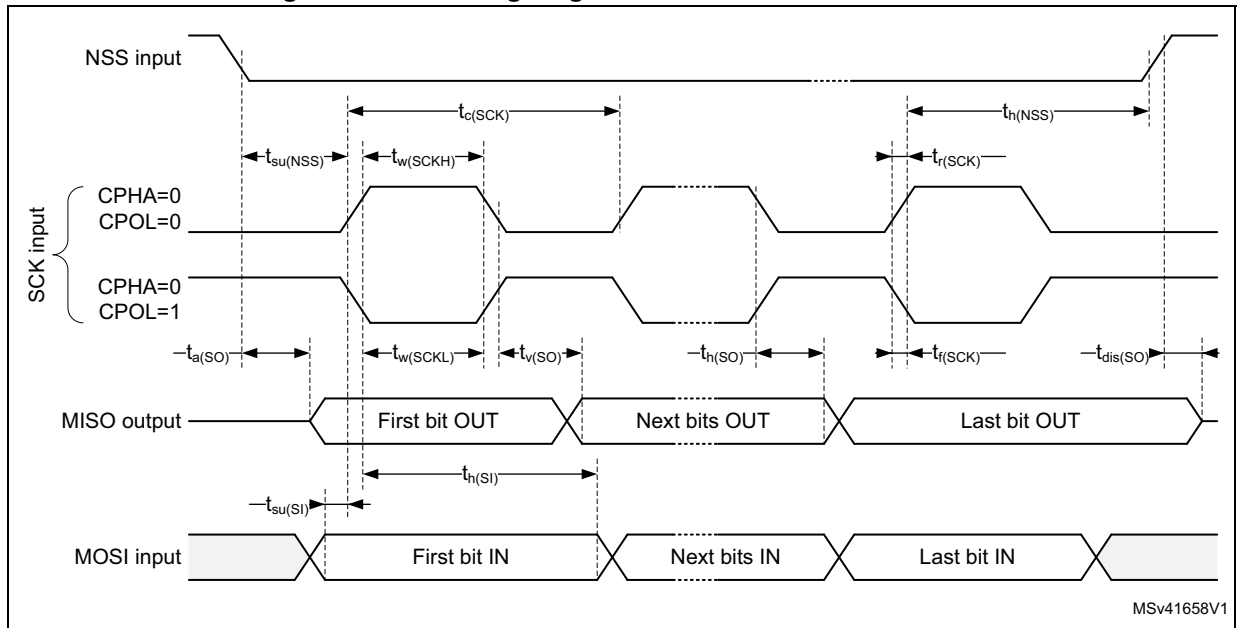 NSS input
tc(SCK)
th(NSS)
tsu(NSS)
tw(SCKH)
tr(SCK)
SCK input
CPHA=0
CPOL=0
CPHA=0
CPOL=1
ta(SO)
tw(SCKL)
tv(SO)
th(SO)
tf(SCK)
tdis(SO)
MISO output
First bit OUT
Next bits OUT
Last bit OUT
th(SI)
tsu(SI)
MOSI input
First bit IN
Next bits IN
Last bit IN
MSv41658V1